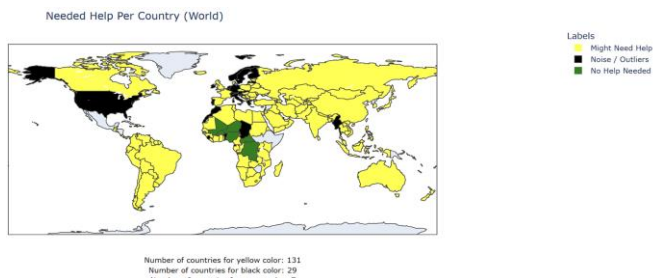 Needed Help Per Country (World)
Labels
Might Need Help
Noise / Outliers
No Help Needed
Number of countries for yellow color: 131
Number of countries for black color: 29